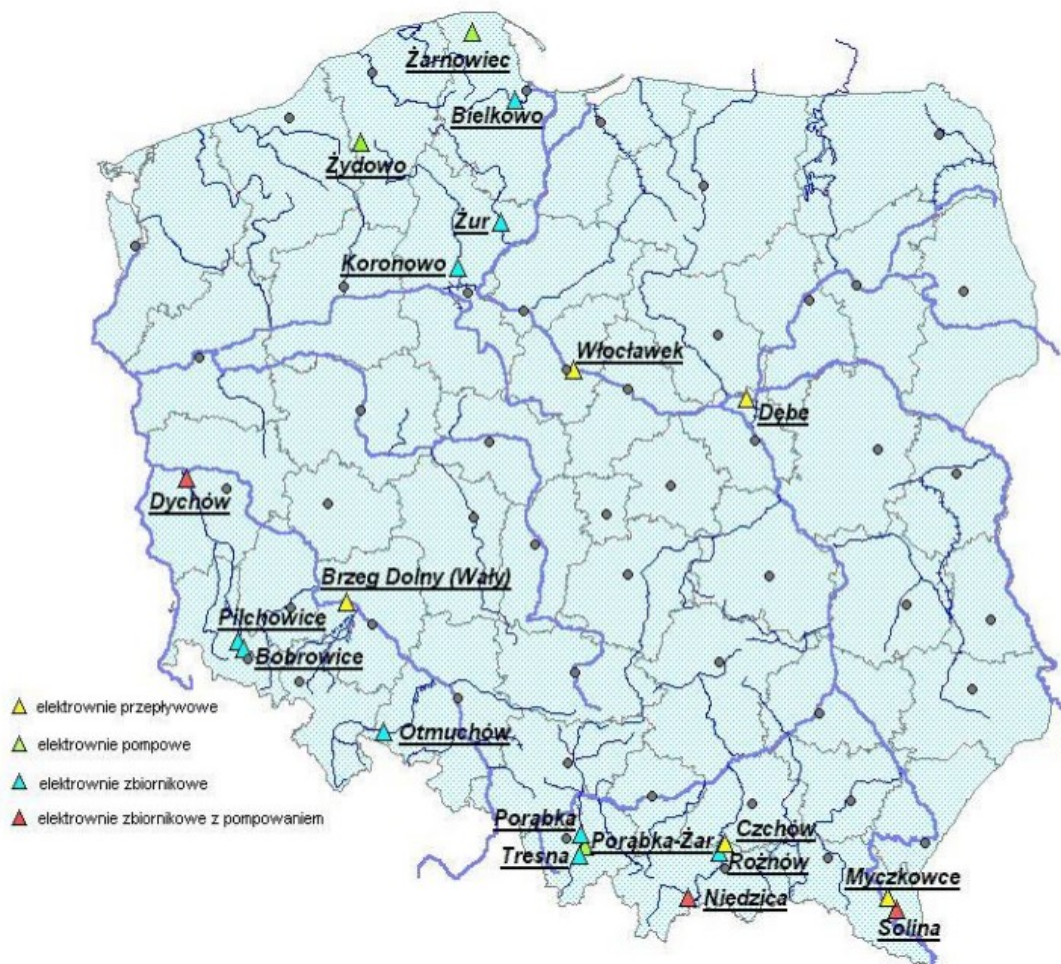 Żarnowiec
Bielkowo
Żydowo
Żur
Koronowo
Włocławek
Dębe
Dychów
Brzeg Dolny (Wały)
Pilchowice
Bobrowice
elektrownie przepływowe
Otmuchów
elektrownie pompowe
elektrownie zbiornikowe
elektrownie zbiornikowe z pompowaniem
Porąbka
Porąbka-Żar
Czchów
Tresna
Rożnów
Myczkowce
Niedzica
Solina